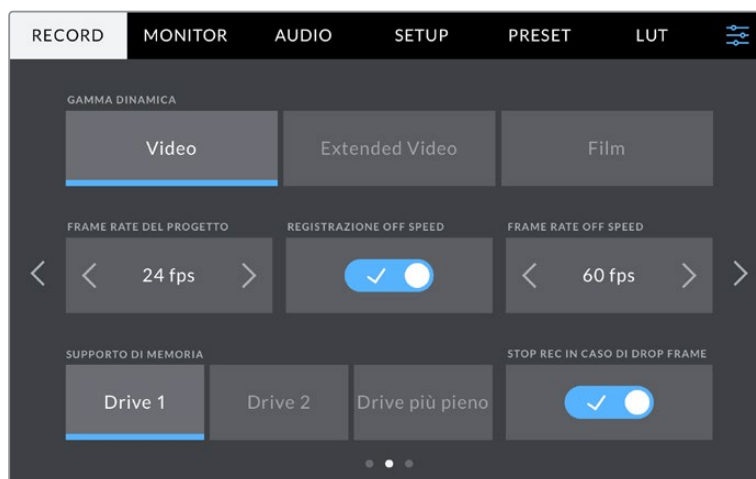 RECORD MONITOR AUDIO SETUP PRESET LUT
GAMMA DINAMICA
Video Extended Video Film
FRAME RATE DEL PROGETTO REGISTRAZIONE OFF SPEED FRAME RATE OFF SPEED
24 fps 60 fps
SUPPORTO DI MEMORIA STOP REC IN CASO DI DROP FRAME
Drive 1 Drive 2 Drive più pieno